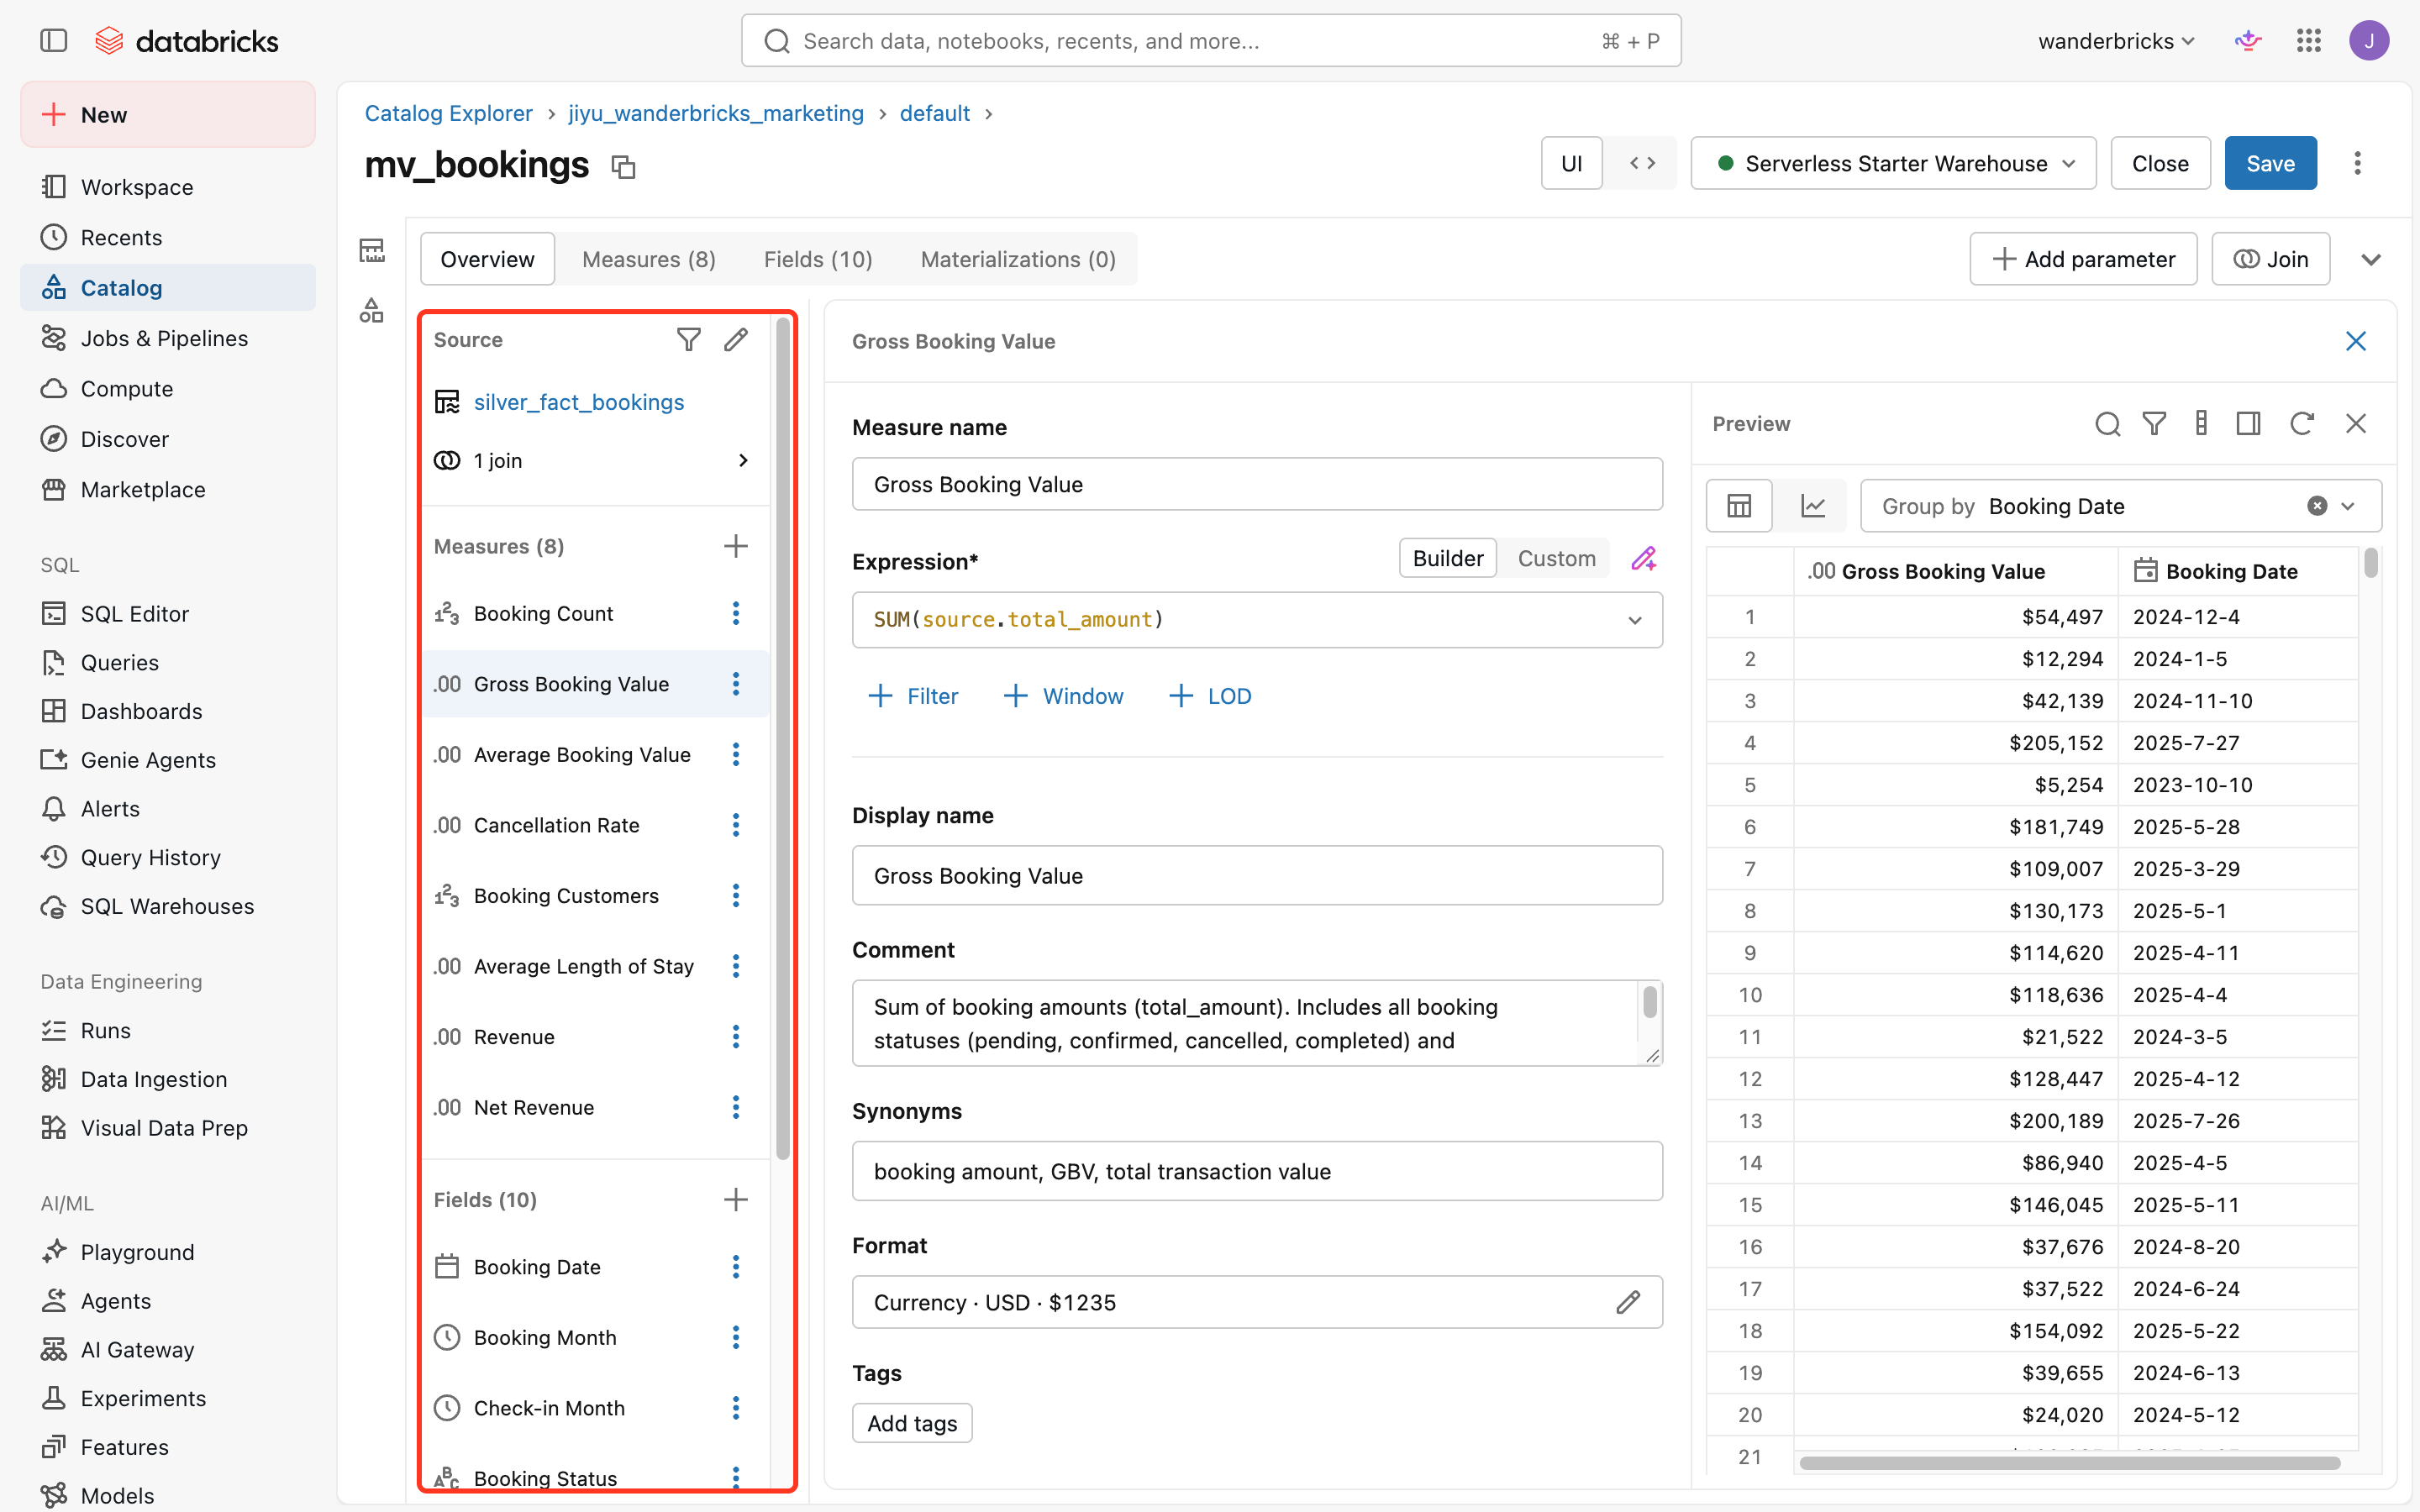 databricks
Search data, notebooks, recents, and more...
⌘ + P
wanderbricks
J
New
Workspace
Recents
Catalog
Jobs & Pipelines
Compute
Discover
Marketplace
SQL
SQL Editor
Queries
Dashboards
Genie Agents
Alerts
Query History
SQL Warehouses
Data Engineering
Runs
Data Ingestion
Visual Data Prep
AI/ML
Playground
Agents
AI Gateway
Experiments
Features
Models
Catalog Explorer › jiyu_wanderbricks_marketing › default ›
mv_bookings
UI
Serverless Starter Warehouse
Close
Save
Overview
Measures (8)
Fields (10)
Materializations (0)
Add parameter
Join
Source
silver_fact_bookings
1 join
Measures (8)
Booking Count
.00 Gross Booking Value
.00 Average Booking Value
.00 Cancellation Rate
Booking Customers
.00 Average Length of Stay
.00 Revenue
.00 Net Revenue
Fields (10)
Booking Date
Booking Month
Check-in Month
Booking Status
Gross Booking Value
Measure name
Gross Booking Value
Expression*
Builder
Custom
SUM(source.total_amount)
+ Filter
+ Window
+ LOD
Display name
Gross Booking Value
Comment
Sum of booking amounts (total_amount). Includes all booking
statuses (pending, confirmed, cancelled, completed) and
Synonyms
booking amount, GBV, total transaction value
Format
Currency · USD · $1235
Tags
Add tags
Preview
Group by Booking Date
.00 Gross Booking Value Booking Date
1 $54,497 2024-12-4
2 $12,294 2024-1-5
3 $42,139 2024-11-10
4 $205,152 2025-7-27
5 $5,254 2023-10-10
6 $181,749 2025-5-28
7 $109,007 2025-3-29
8 $130,173 2025-5-1
9 $114,620 2025-4-11
10 $118,636 2025-4-4
11 $21,522 2024-3-5
12 $128,447 2025-4-12
13 $200,189 2025-7-26
14 $86,940 2025-4-5
15 $146,045 2025-5-11
16 $37,676 2024-8-20
17 $37,522 2024-6-24
18 $154,092 2025-5-22
19 $39,655 2024-6-13
20 $24,020 2024-5-12
21